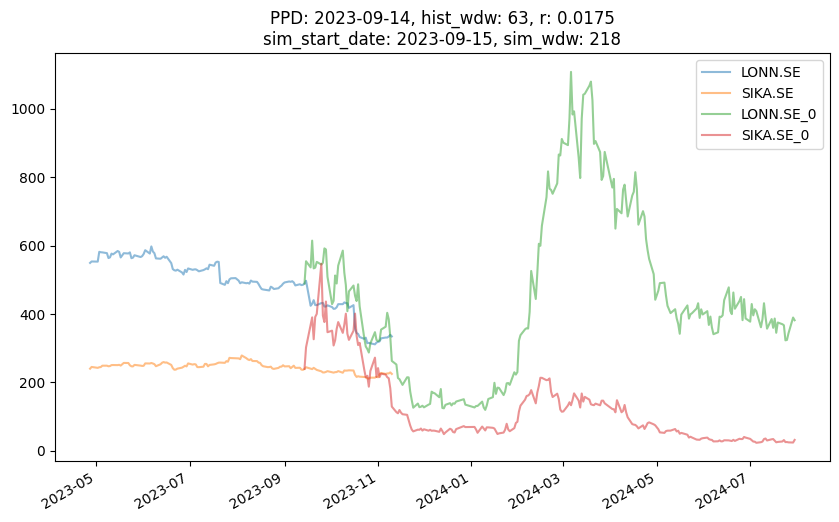 PPD: 2023-09-14, hist_wdw: 63, r: 0.0175
sim_start_date: 2023-09-15, sim_wdw: 218
LONN.SE
SIKA.SE
LONN.SE_0
SIKA.SE_0
1000
800
600
400
200
0
2023-05
2023-07
2023-09
2023-11
2024-01
2024-03
2024-05
2024-07